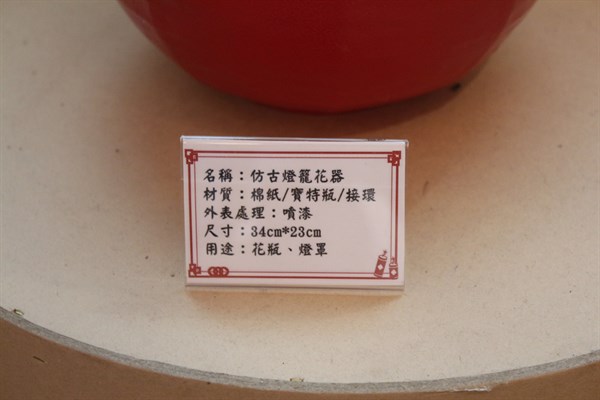 名稱：仿古燈籠花器
材質：棉紙/寶特瓶/接環
外表處理：噴漆
尺寸：34cm*23cm
用途：花瓶、燈罩